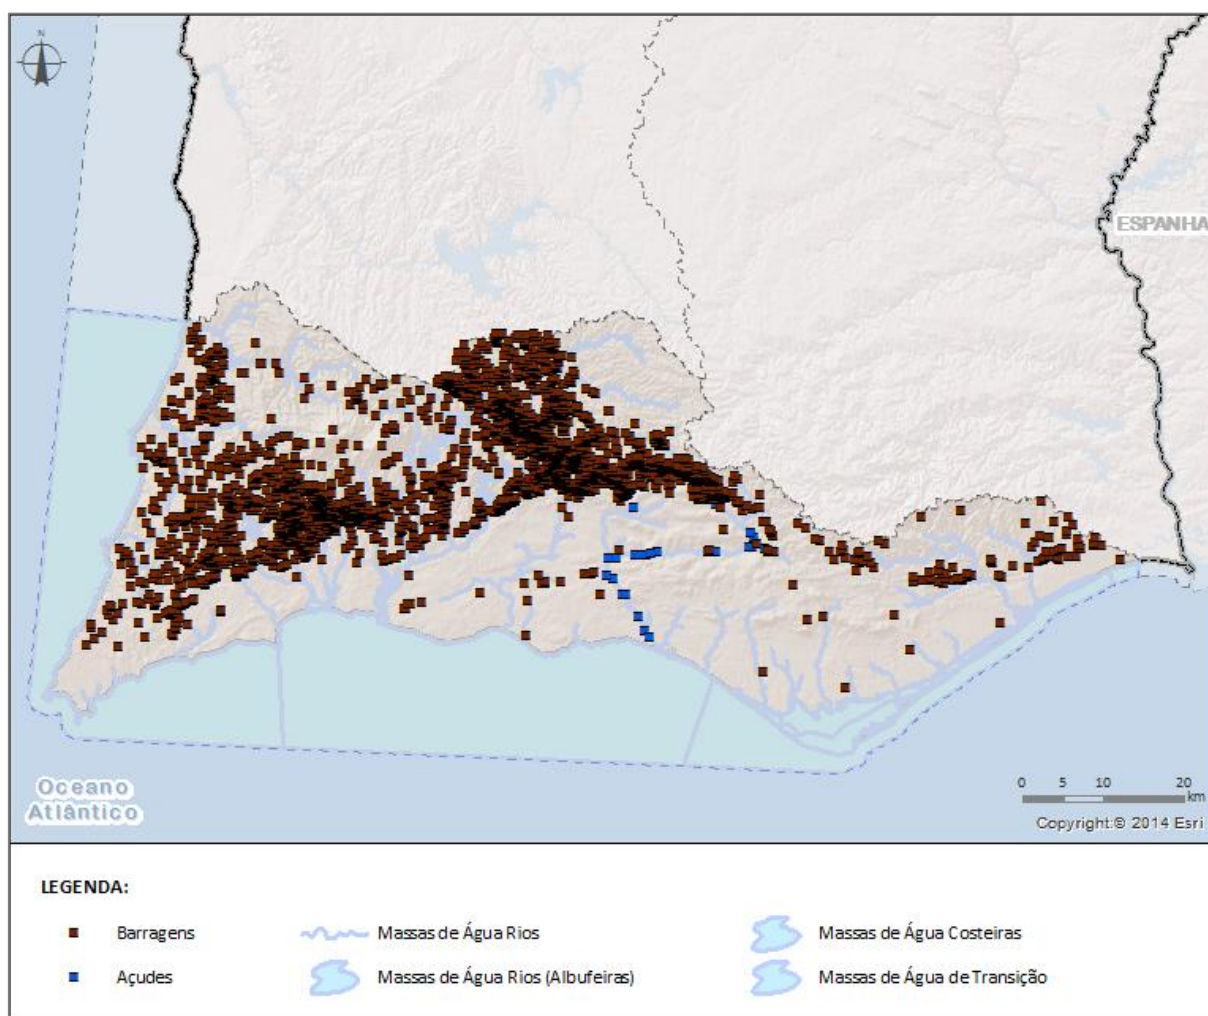 N
ESPANHA
Oceano
Atlântico
0 5 10 20
km
Copyright:© 2014 Esri
LEGENDA:
Barragens
Massas de Água Rios
Massas de Água Costeiras
Açudes
Massas de Água Rios (Albufeiras)
Massas de Água de Transição